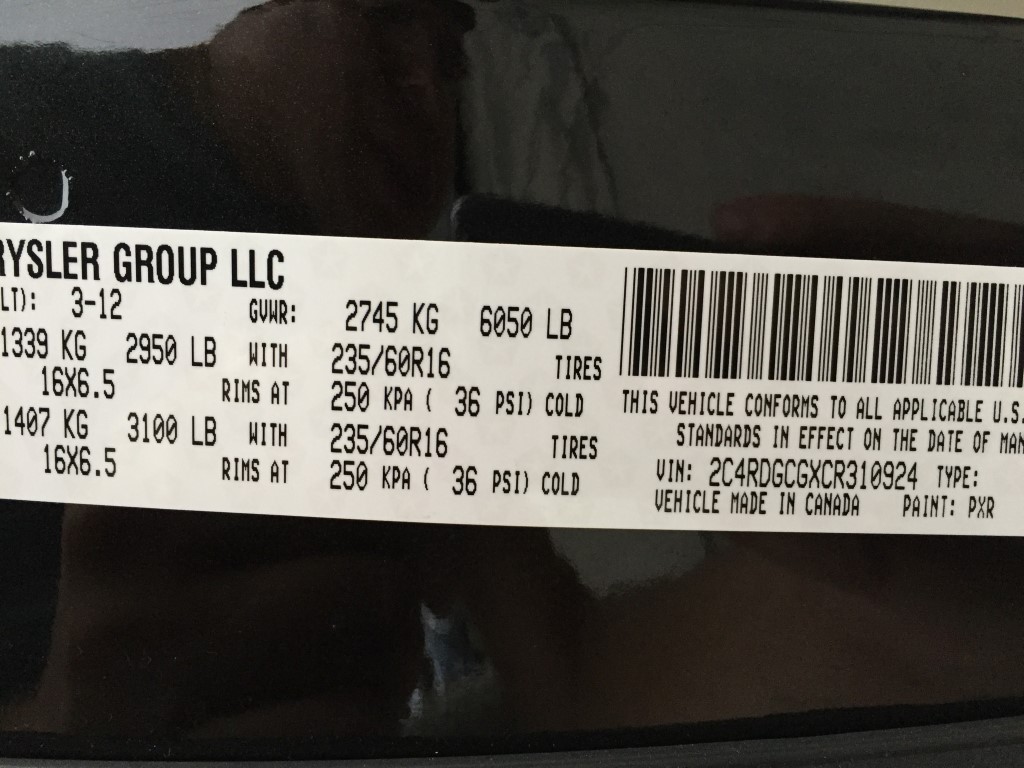 RYSLER GROUP LLC
LT): 3-12 GVWR: 2745 KG 6050 LB
1339 KG 2950 LB WITH 235/60R16 TIRES
16X6.5 RIMS AT 250 KPA ( 36 PSI) COLD
1407 KG 3100 LB WITH 235/60R16 TIRES
16X6.5 RIMS AT 250 KPA ( 36 PSI) COLD
THIS VEHICLE CONFORMS TO ALL APPLICABLE U.S.
STANDARDS IN EFFECT ON THE DATE OF MAN
VIN: 2C4RDGCGXCR310924 TYPE:
VEHICLE MADE IN CANADA PAINT: PXR